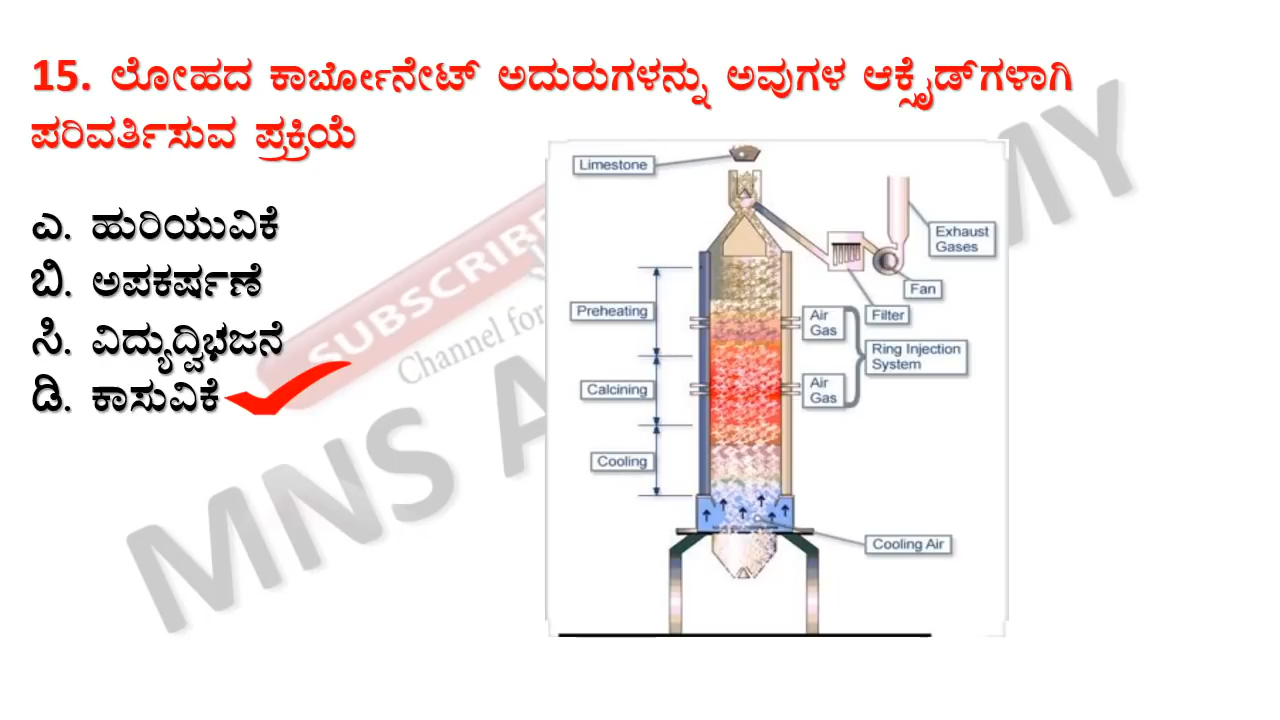 15. ಲೋಹದ ಕಾರ್ಬೋನೇಟ್ ಅದುರುಗಳನ್ನು ಅವುಗಳ ಆಕ್ಸೈಡ್‌ಗಳಾಗಿ
ಪರಿವರ್ತಿಸುವ ಪ್ರಕ್ರಿಯೆ
ಎ. ಹುರಿಯುವಿಕೆ
ಬಿ. ಅಪಕರ್ಷಣೆ
ಸಿ. ವಿದ್ಯುದ್ವಿಭಜನೆ
ಡಿ. ಕಾಸುವಿಕೆ
Limestone
Exhaust
Gases
Fan
Filter
Preheating
Air
Gas
Ring Injection
System
Calcining
Air
Gas
Cooling
Cooling Air
SUBSCRIBE
Channel for
MNS A
MY